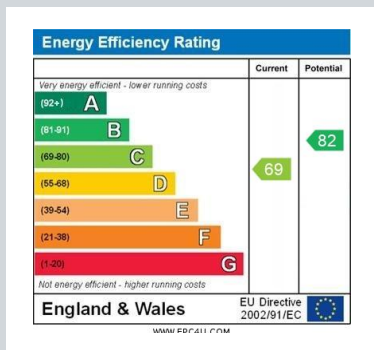 Energy Efficiency Rating
Current Potential
Very energy efficient - lower running costs
(92+) A
(81-91) B
(69-80) C
(55-68) D
(39-54) E
(21-38) F
(1-20) G
69
82
Not energy efficient - higher running costs
England & Wales
EU Directive
2002/91/EC
WWW.EPC4U.COM